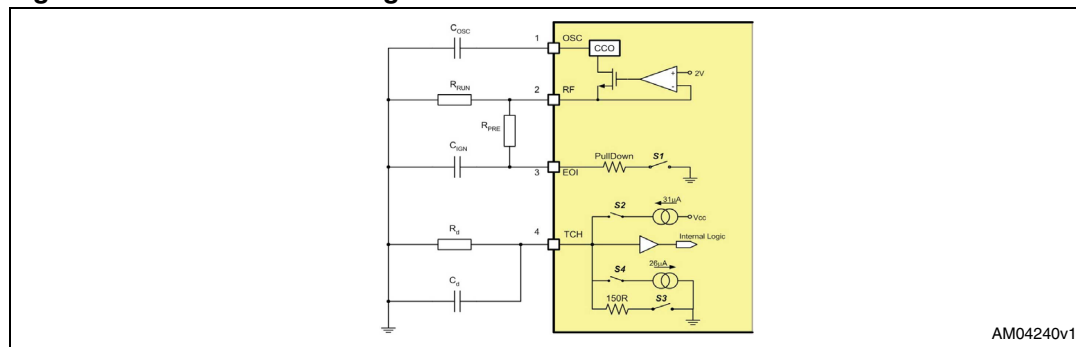 C_OSC
1
OSC
CCO
2V
+
-
R_RUN
2
RF
R_PRE
C_IGN
3
EOI
PullDown
S1
31µA
S2
Vcc
R_d
4
TCH
Internal Logic
26µA
S4
C_d
150R
S3
AM04240v1